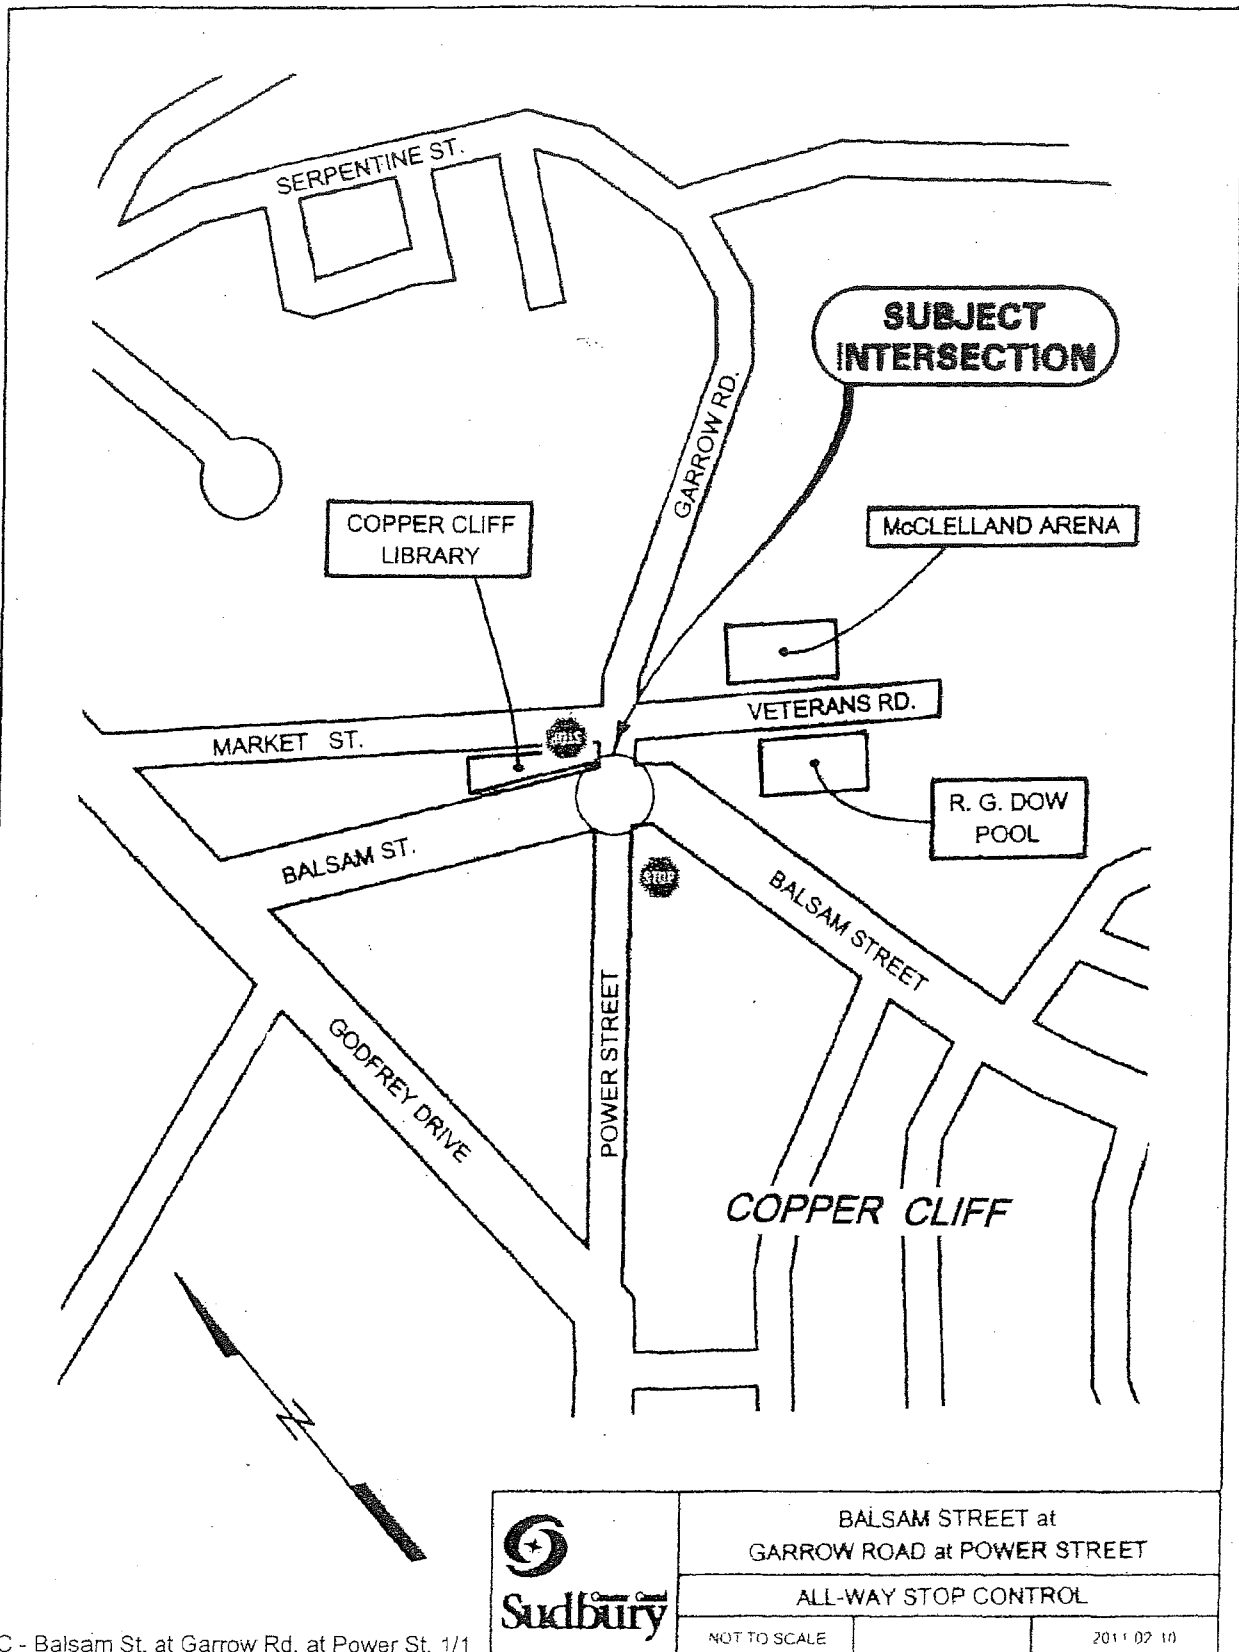 SERPENTINE ST.
SUBJECT
INTERSECTION
GARROW RD.
COPPER CLIFF
LIBRARY
McCLELLAND ARENA
VETERANS RD.
MARKET ST.
STOP
R. G. DOW
POOL
BALSAM ST.
STOP
BALSAM STREET
POWER STREET
GODFREY DRIVE
COPPER CLIFF
N
BALSAM STREET at
GARROW ROAD at POWER STREET
ALL-WAY STOP CONTROL
Sudbury
NOT TO SCALE
2011 02 10
C - Balsam St. at Garrow Rd. at Power St. 1/1